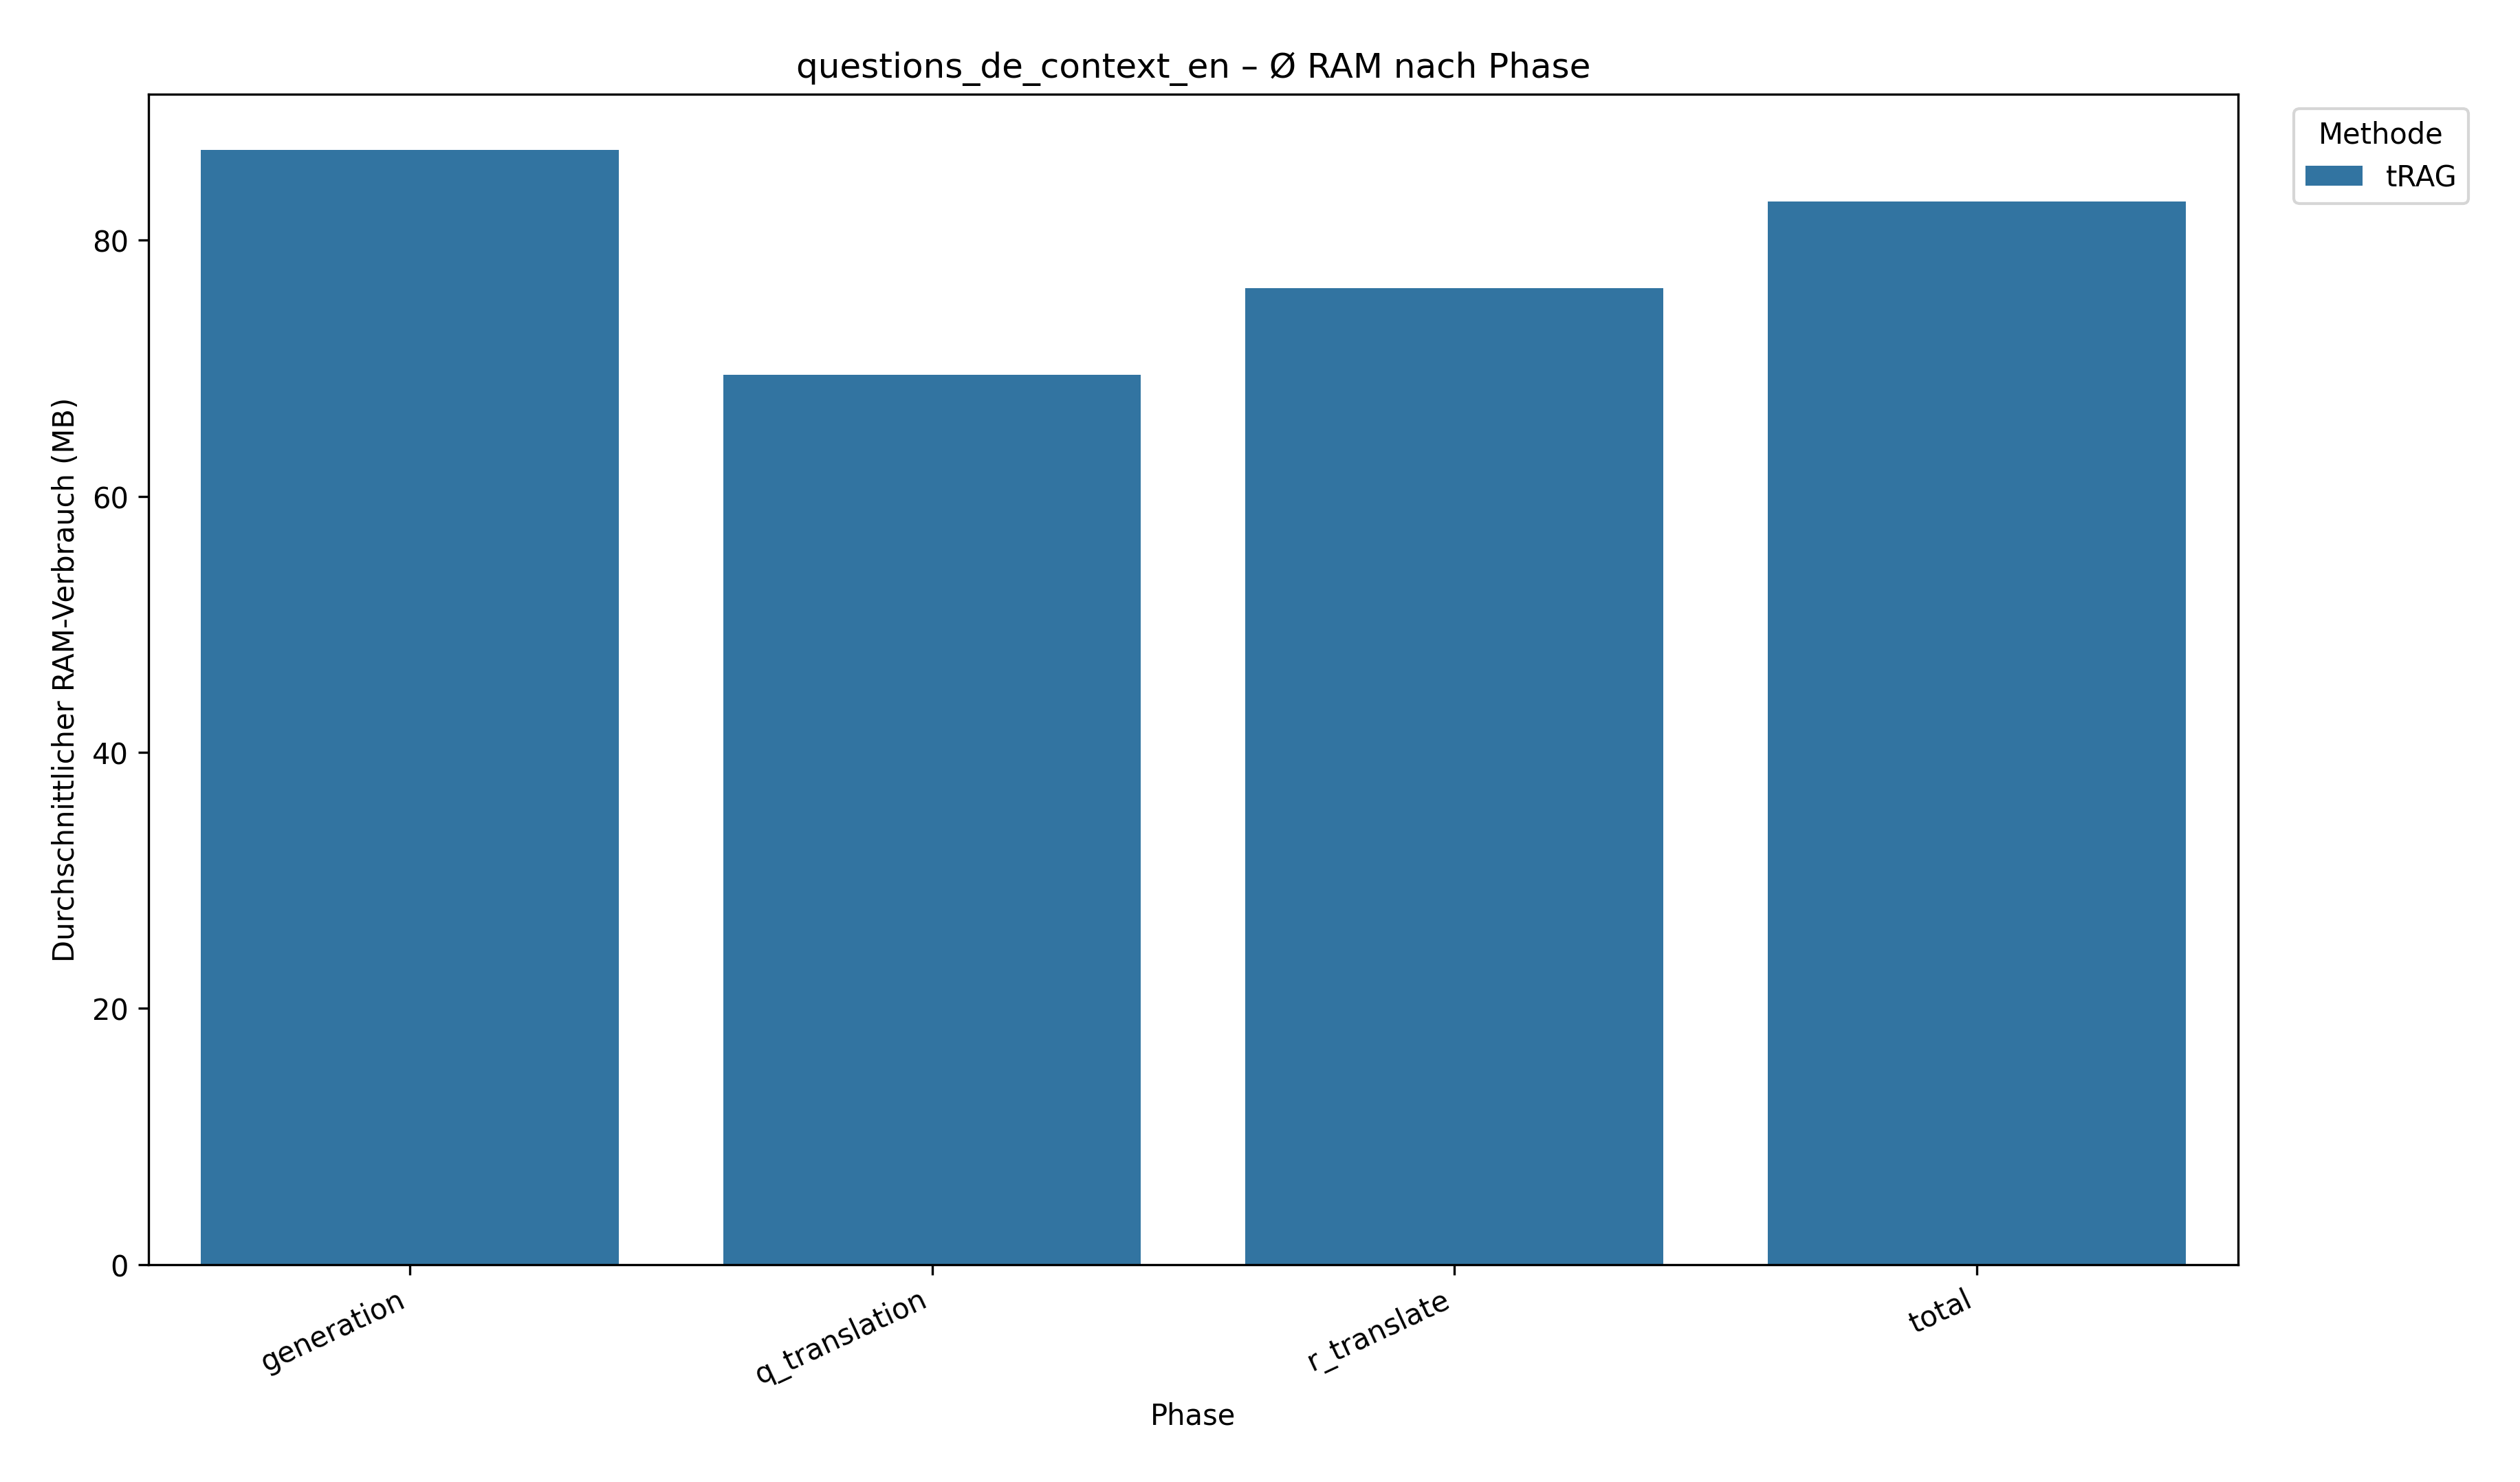 questions_de_context_en – Ø RAM nach Phase
Methode
tRAG
Durchschnittlicher RAM-Verbrauch (MB)
80
60
40
20
0
generation
q_translation
r_translate
total
Phase